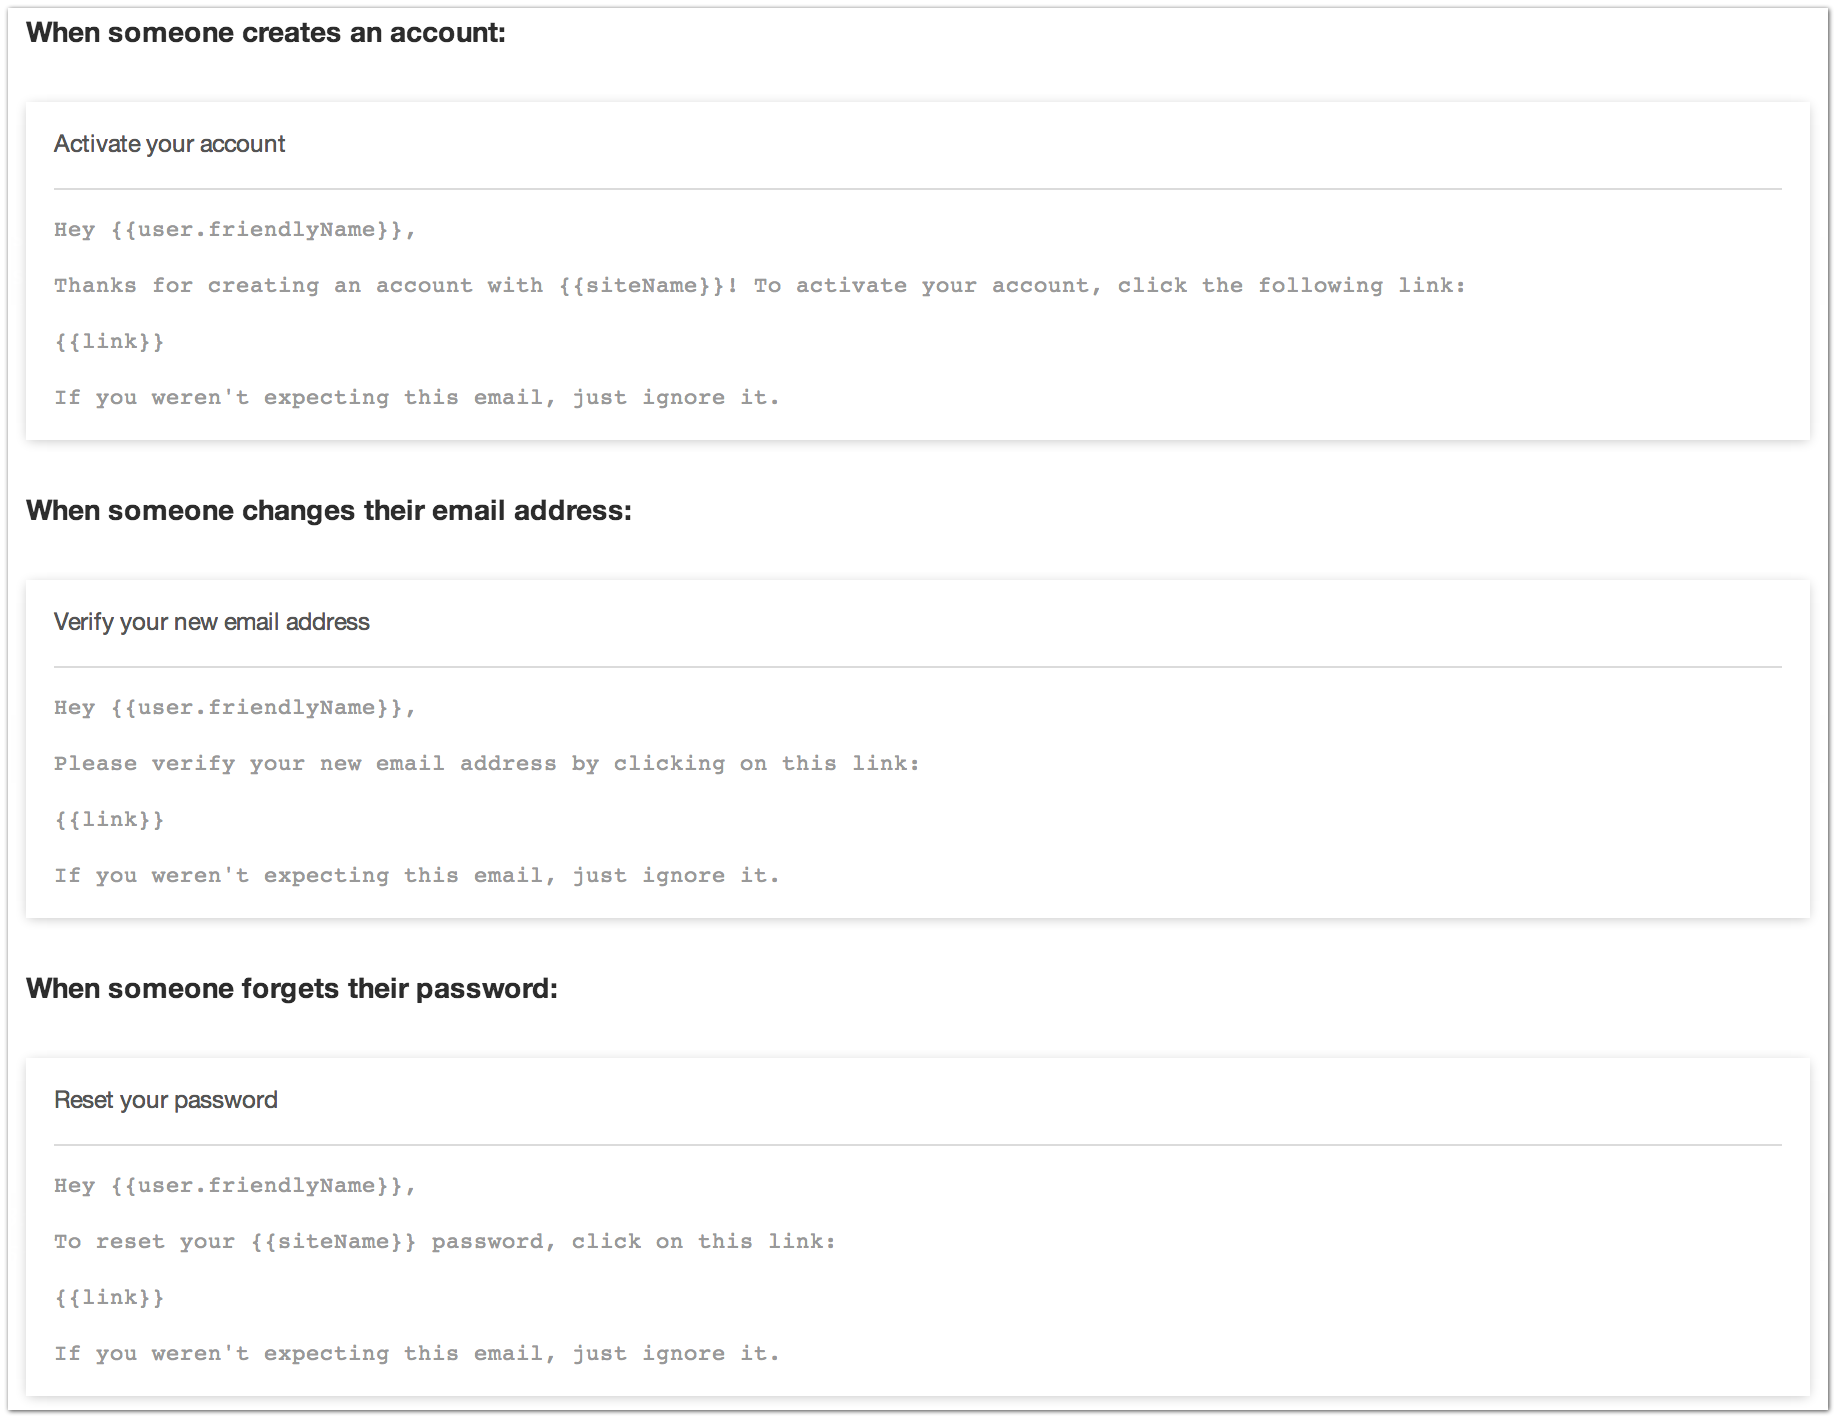 When someone creates an account:
Activate your account
Hey {{user.friendlyName}},
Thanks for creating an account with {{siteName}}! To activate your account, click the following link:
{{link}}
If you weren't expecting this email, just ignore it.
When someone changes their email address:
Verify your new email address
Hey {{user.friendlyName}},
Please verify your new email address by clicking on this link:
{{link}}
If you weren't expecting this email, just ignore it.
When someone forgets their password:
Reset your password
Hey {{user.friendlyName}},
To reset your {{siteName}} password, click on this link:
{{link}}
If you weren't expecting this email, just ignore it.